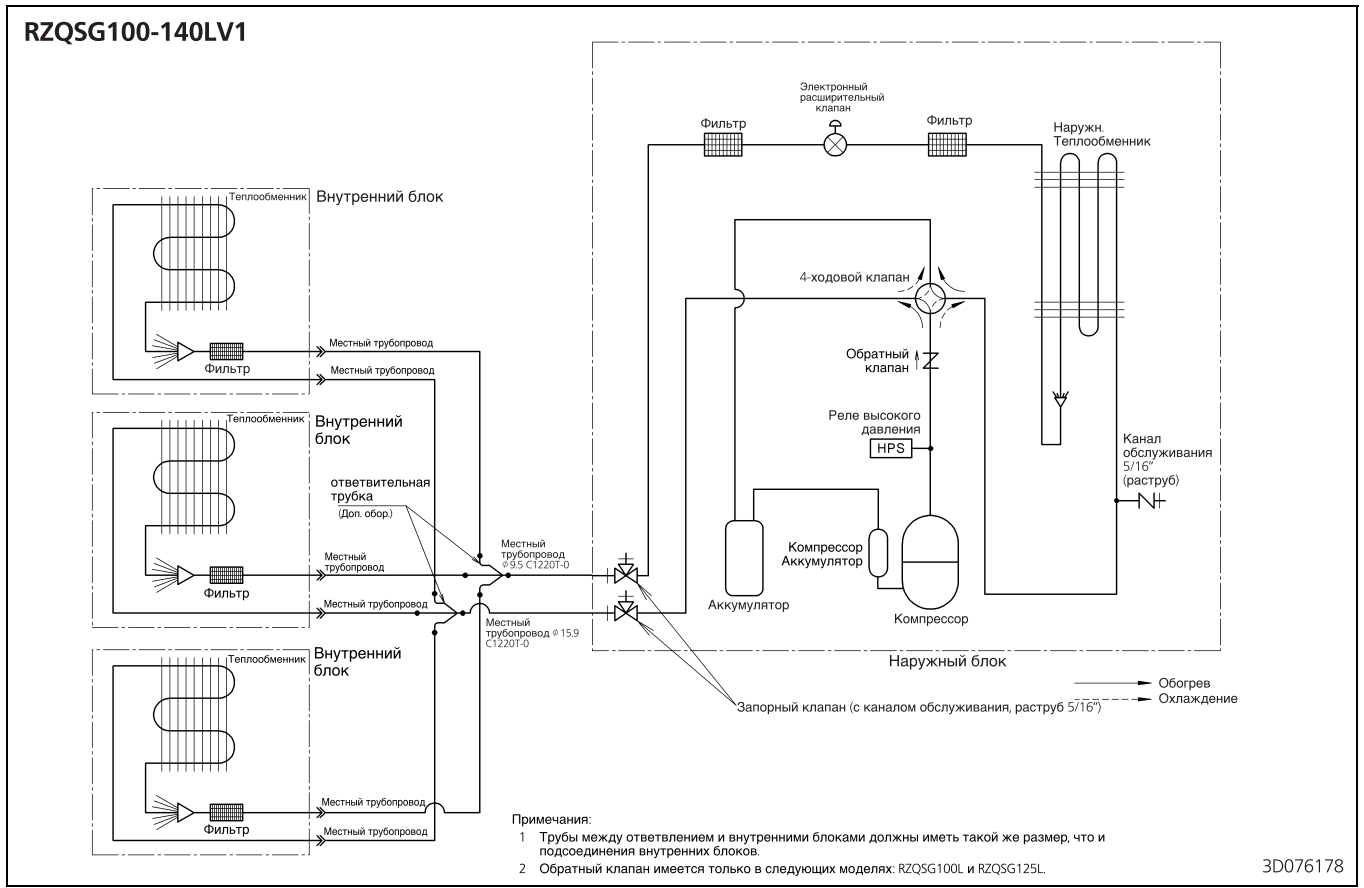 RZQSG100-140LV1
Электронный
расширительный
клапан
Фильтр
Фильтр
Наружн.
Теплообменник
Теплообменник
Внутренний блок
4-ходовой клапан
Местный трубопровод
Фильтр
Местный трубопровод
Обратный
клапан
Теплообменник
Внутренний
блок
Реле высокого
давления
HPS
Канал
обслуживания
5/16”
(раструб)
ответвительная
трубка
(Доп. обор.)
Местный
трубопровод
Фильтр
Местный трубопровод
Местный
трубопровод
φ 9.5 C1220T-0
Местный
трубопровод φ 15.9
C1220T-0
Компрессор
Аккумулятор
Аккумулятор
Компрессор
Теплообменник
Внутренний
блок
Наружный блок
Обогрев
Охлаждение
Запорный клапан (с каналом обслуживания, раструб 5/16”)
Местный трубопровод
Фильтр
Местный трубопровод
Примечания:
1 Трубы между ответвлением и внутренними блоками должны иметь такой же размер, что и
подсоединения внутренних блоков.
2 Обратный клапан имеется только в следующих моделях: RZQSG100L и RZQSG125L.
3D076178